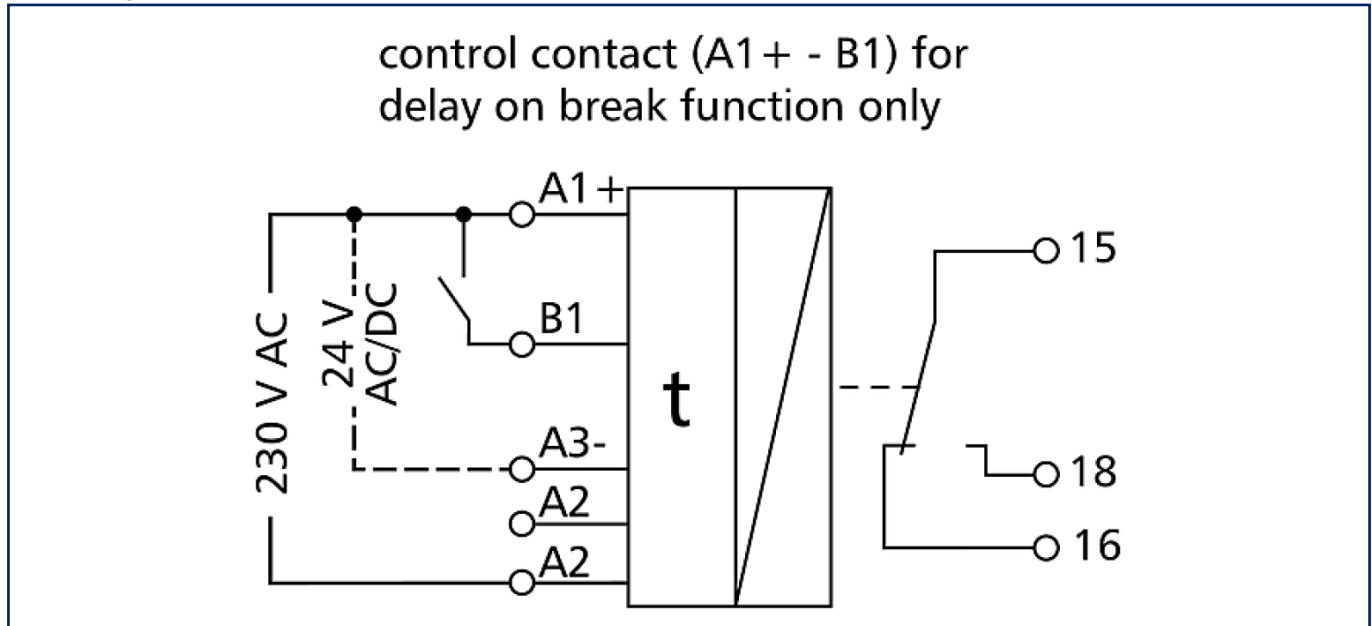 control contact (A1+ - B1) for
delay on break function only
A1+
15
B1
230 V AC
24 V
AC/DC
t
A3-
18
A2
16
A2